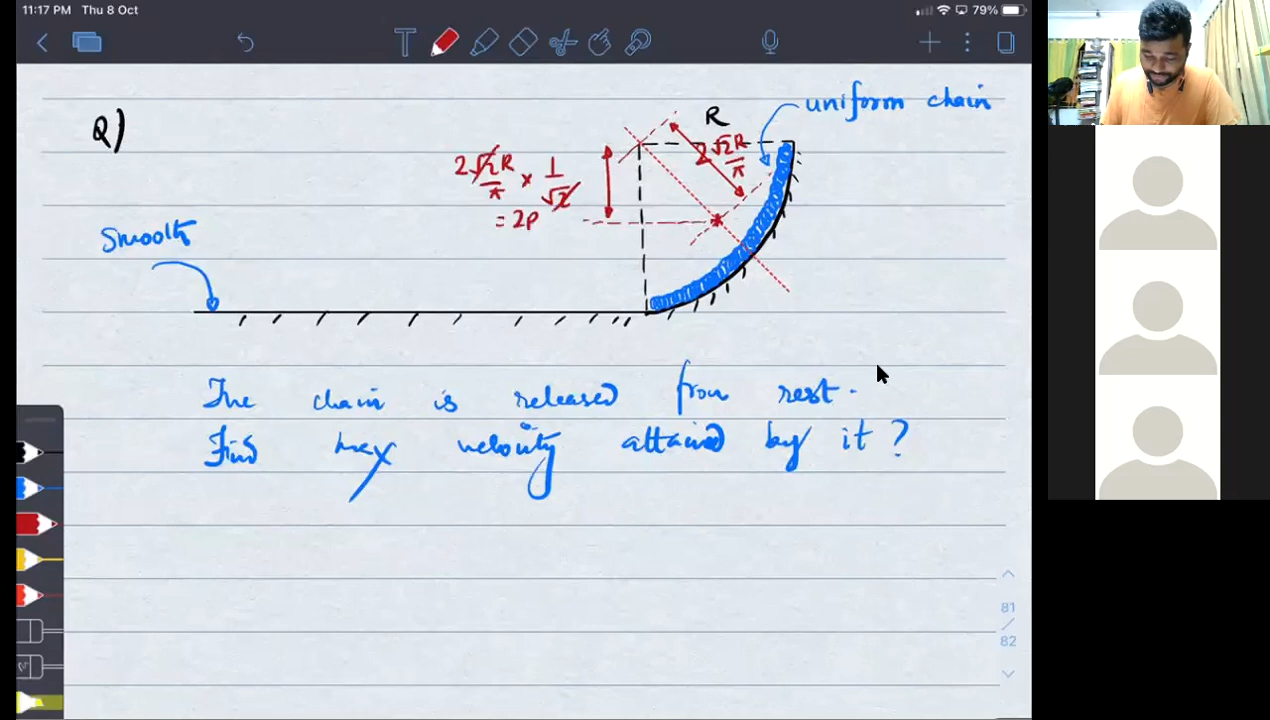 11:17 PM Thu 8 Oct
79%
Q)
R
uniform chain
2√2R/π
2√2R/π × 1/√2
= 2P
Smooth
The chain is released from rest.
Find max velocity attained by it ?
81
/
82